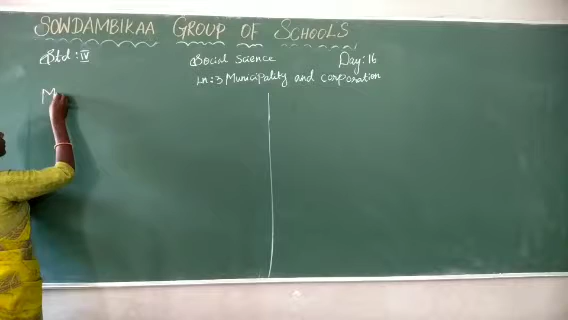 SOWDAMBIKAA GROUP OF SCHOOLS
Std : IV Social Science Day: 16
Ln: 3 Municipality and corporation
M